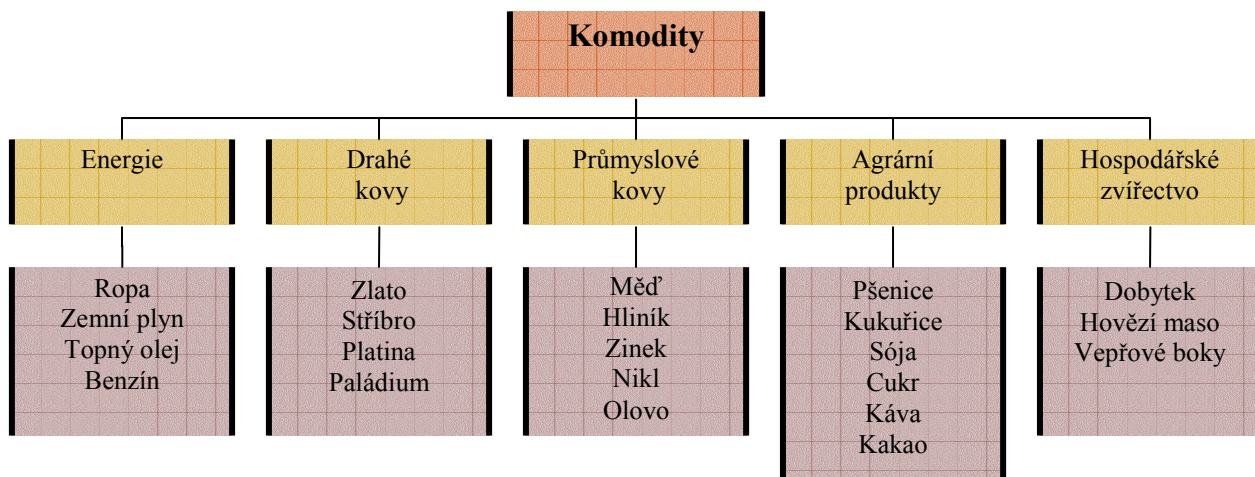 Komodity
Energie
Drahé
kovy
Průmyslové
kovy
Agrární
produkty
Hospodářské
zvířectvo
Ropa
Zemní plyn
Topný olej
Benzín
Zlato
Stříbro
Platina
Paládium
Měď
Hliník
Zinek
Nikl
Olovo
Pšenice
Kukuřice
Sója
Cukr
Káva
Kakao
Dobytek
Hovězí maso
Vepřové boky